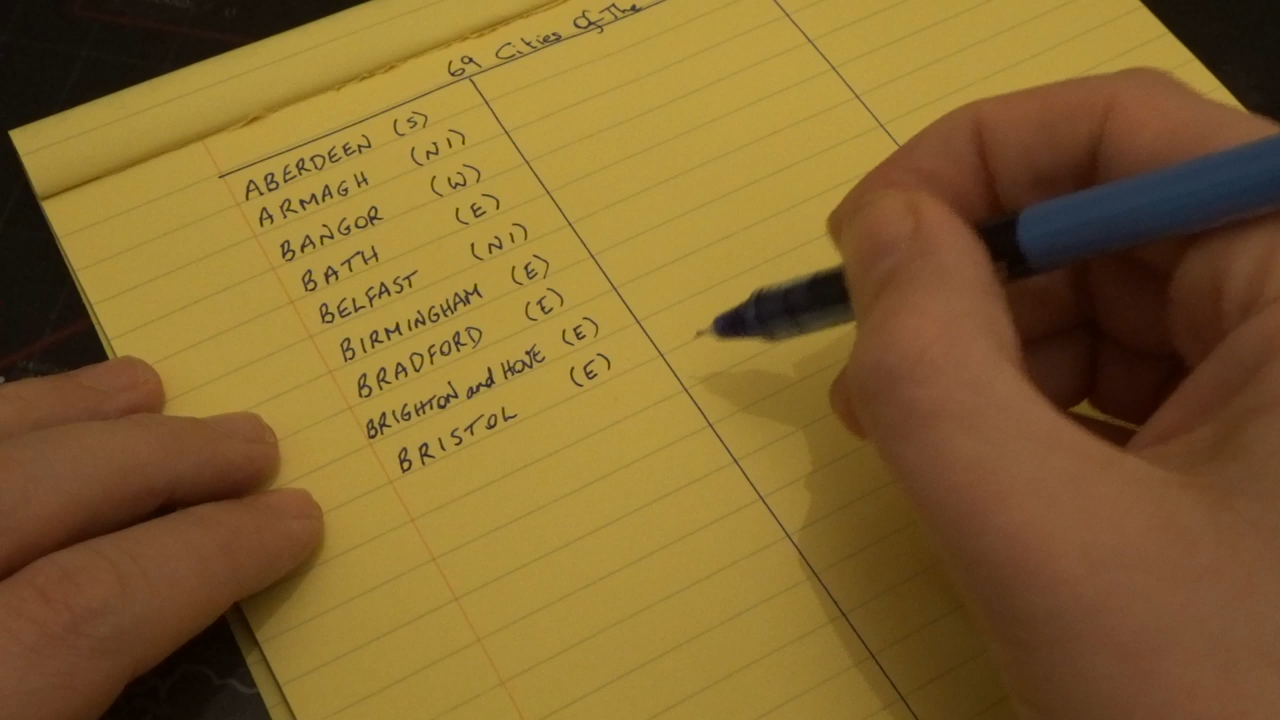 69 Cities Of The
ABERDEEN (S)
ARMAGH (NI)
BANGOR (W)
BATH (E)
BELFAST (NI)
BIRMINGHAM (E)
BRADFORD (E)
BRIGHTON and HOVE (E)
BRISTOL (E)